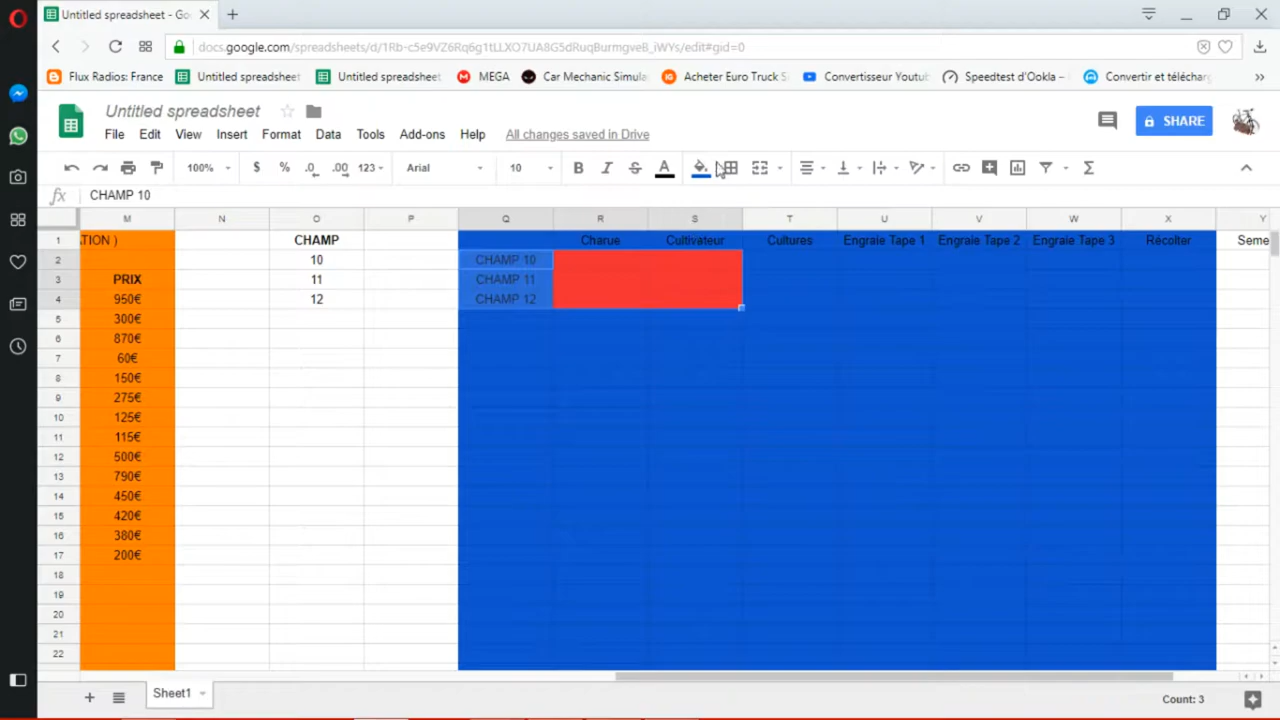 Untitled spreadsheet - Go
docs.google.com/spreadsheets/d/1Rb-c5e9VZ6Rq6g1tLLXO7UA8G5dRuqBurmgveB_iWYs/edit#gid=0
Flux Radios: France
Untitled spreadsheet
Untitled spreadsheet
MEGA
Car Mechanic Simula
Acheter Euro Truck S
Convertisseur Youtub
Speedtest d'Ookla –
Convertir et télécharg
Untitled spreadsheet
File Edit View Insert Format Data Tools Add-ons Help All changes saved in Drive
SHARE
100% $ % .0 .00 123 Arial 10 B I S A
fx CHAMP 10
M N O P Q R S T U V W X Y
1 TION ) CHAMP Charue Cultivateur Cultures Engraie Tape 1 Engraie Tape 2 Engraie Tape 3 Récolter Seme
2 10 CHAMP 10
3 PRIX 11 CHAMP 11
4 950€ 12 CHAMP 12
5 300€
6 870€
7 60€
8 150€
9 275€
10 125€
11 115€
12 500€
13 790€
14 450€
15 420€
16 380€
17 200€
18
19
20
21
22
Sheet1
Count: 3